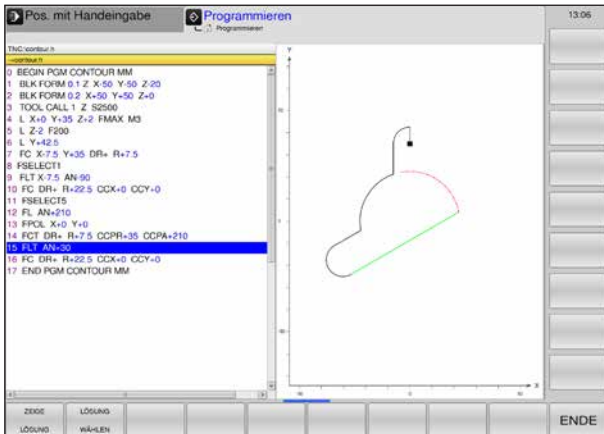 Pos. mit Handeingabe
Programmieren
Programmieren
13:06
TNC:\contour.h
→contour.h
0 BEGIN PGM CONTOUR MM
1 BLK FORM 0.1 Z X-50 Y-50 Z-20
2 BLK FORM 0.2 X+50 Y+50 Z+0
3 TOOL CALL 1 Z S2500
4 L X+0 Y+35 Z+2 FMAX M3
5 L Z-2 F200
6 L Y+42.5
7 FC X-7.5 Y+35 DR+ R+7.5
8 FSELECT1
9 FLT X-7.5 AN-90
10 FC DR+ R+22.5 CCX+0 CCY+0
11 FSELECT5
12 FL AN+210
13 FPOL X+0 Y+0
14 FCT DR+ R+7.5 CCPR+35 CCPA+210
15 FLT AN+30
16 FC DR+ R+22.5 CCX+0 CCY+0
17 END PGM CONTOUR MM
Y
X
ZEIGE
LÖSUNG
LÖSUNG
WÄHLEN
ENDE